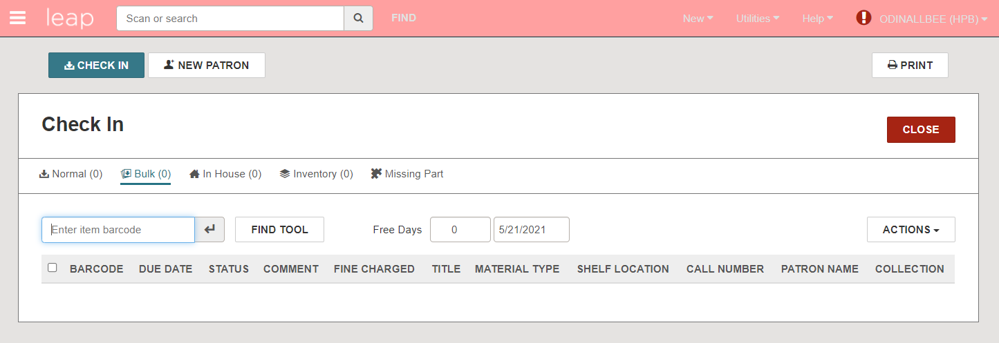 leap Scan or search FIND New Utilities Help ODINALLBEE (HPB)
CHECK IN NEW PATRON PRINT
Check In CLOSE
Normal (0) Bulk (0) In House (0) Inventory (0) Missing Part
Enter item barcode FIND TOOL Free Days 0 5/21/2021 ACTIONS
BARCODE DUE DATE STATUS COMMENT FINE CHARGED TITLE MATERIAL TYPE SHELF LOCATION CALL NUMBER PATRON NAME COLLECTION